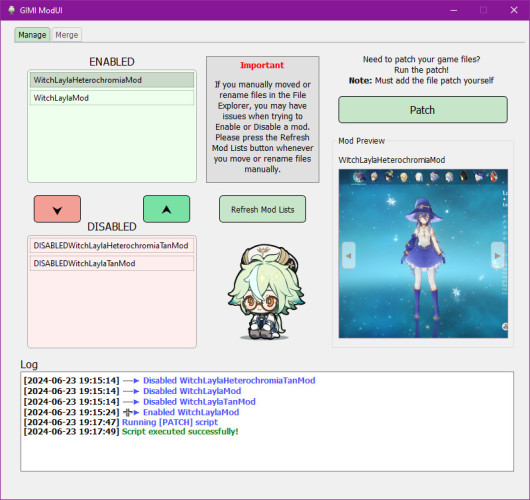 GIMI ModUI
Manage
Merge
ENABLED
WitchLaylaHeterochromiaMod
WitchLaylaMod
Important
If you manually moved or
rename files in the File
Explorer, you may have
issues when trying to
Enable or Disable a mod.
Please press the Refresh
Mod Lists button whenever
you move or rename files
manually.
Need to patch your game files?
Run the patch!
Note: Must add the file patch yourself
Patch
Mod Preview
WitchLaylaHeterochromiaMod
Refresh Mod Lists
DISABLED
DISABLEDWitchLaylaHeterochromiaTanMod
DISABLEDWitchLaylaTanMod
Log
[2024-06-23 19:15:14] ──► Disabled WitchLaylaHeterochromiaTanMod
[2024-06-23 19:15:14] ──► Disabled WitchLaylaMod
[2024-06-23 19:15:14] ──► Disabled WitchLaylaTanMod
[2024-06-23 19:15:24] ─╫─► Enabled WitchLaylaMod
[2024-06-23 19:17:47] Running [PATCH] script
[2024-06-23 19:17:49] Script executed successfully!